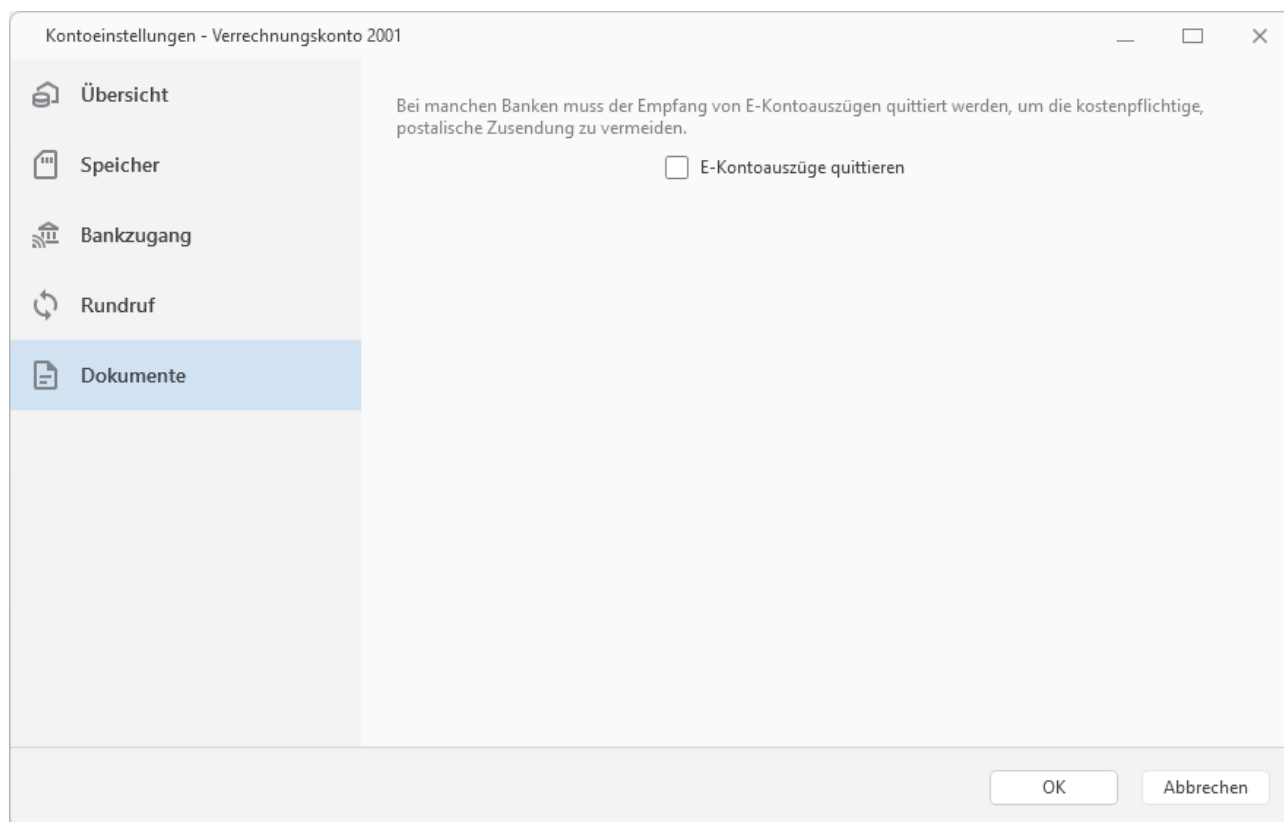 Kontoeinstellungen - Verrechnungskonto 2001
Übersicht
Speicher
Bankzugang
Rundruf
Dokumente
Bei manchen Banken muss der Empfang von E-Kontoauszügen quittiert werden, um die kostenpflichtige,
postalische Zusendung zu vermeiden.
E-Kontoauszüge quittieren
OK
Abbrechen